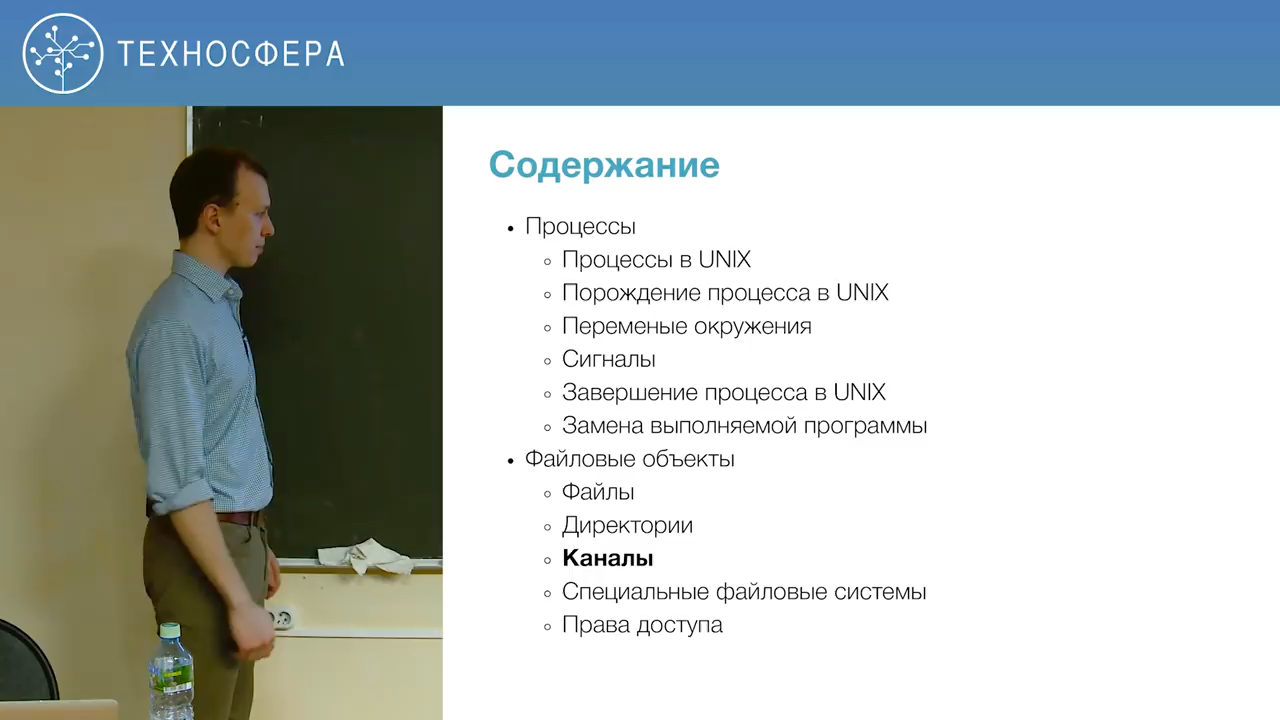 ТЕХНОСФЕРА
Содержание
Процессы
Процессы в UNIX
Порождение процесса в UNIX
Переменые окружения
Сигналы
Завершение процесса в UNIX
Замена выполняемой программы
Файловые объекты
Файлы
Директории
Каналы
Специальные файловые системы
Права доступа